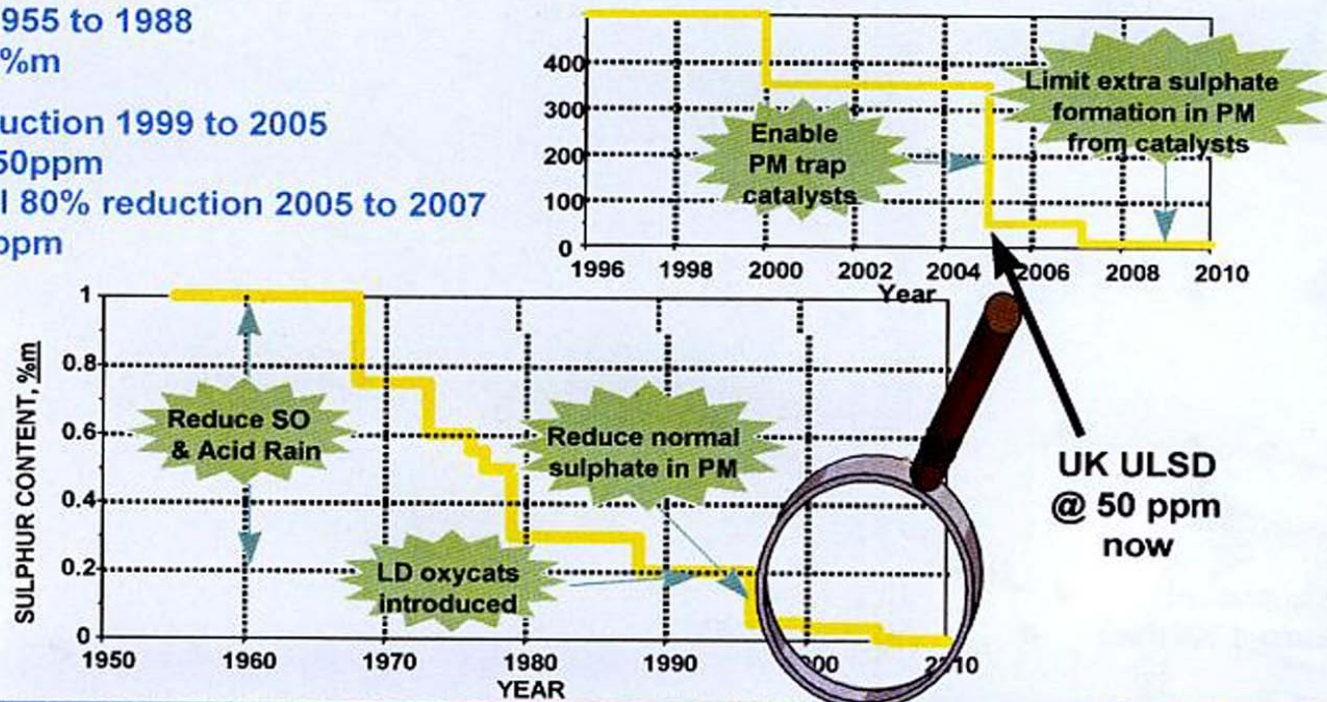 955 to 1988
%m
uction 1999 to 2005
50ppm
l 80% reduction 2005 to 2007
ppm
400
300
200
100
0
1996 1998 2000 2002 2004 2006 2008 2010
Year
Enable
PM trap
catalysts
Limit extra sulphate
formation in PM
from catalysts
UK ULSD
@ 50 ppm
now
SULPHUR CONTENT, %m
1
0.8
0.6
0.4
0.2
0
Reduce SO
& Acid Rain
Reduce normal
sulphate in PM
LD oxycats
introduced
1950 1960 1970 1980 1990 00 10
YEAR